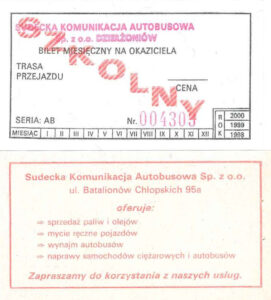 SUDECKA KOMUNIKACJA AUTOBUSOWA
Sp. z o.o. DZIERŻONIÓW
BILET MIESIĘCZNY NA OKAZICIELA
SZKOLNY
TRASA
PRZEJAZDU
CENA
SERIA: AB
Nr. 004303
ROK
2000
1999
1998
MIESIĄC I II III IV V VI VII VIII IX X XI XII
Sudecka Komunikacja Autobusowa Sp. z o.o.
ul. Batalionów Chłopskich 95a
oferuje:
⇒ sprzedaż paliw i olejów
⇒ mycie ręczne pojazdów
⇒ wynajm autobusów
⇒ naprawy samochodów ciężarowych i autobusów
Zapraszamy do korzystania z naszych usług.